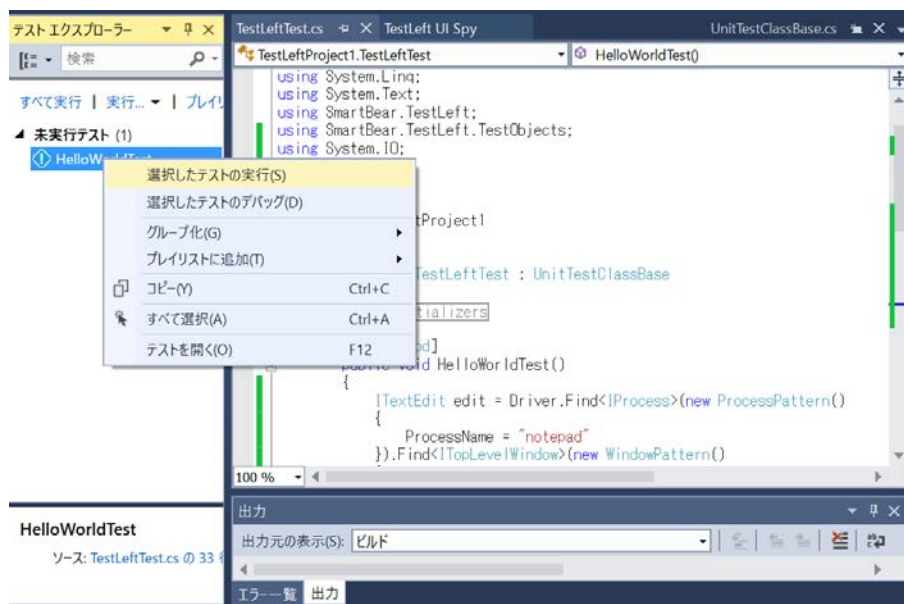 テスト エクスプローラー
検索
すべて実行 | 実行... | プレイリ
未実行テスト (1)
HelloW
選択したテストの実行(S)
選択したテストのデバッグ(D)
グループ化(G)
プレイリストに追加(T)
コピー(Y) Ctrl+C
すべて選択(A) Ctrl+A
テストを開く(O) F12
HelloWorldTest
ソース: TestLeftTest.cs の 33
TestLeftTest.cs TestLeft UI Spy UnitTestClassBase.cs
TestLeftProject1.TestLeftTest HelloWorldTest()
using System.Linq;
using System.Text;
using SmartBear.TestLeft;
using SmartBear.TestLeft.TestObjects;
using System.IO;
tProject1
TestLeftTest : UnitTestClassBase
tializers
od]
public void HelloWorldTest()
{
ITextEdit edit = Driver.Find<IProcess>(new ProcessPattern()
{
ProcessName = "notepad"
}).Find<ITopLevelWindow>(new WindowPattern()
100 %
出力
出力元の表示(S): ビルド
エラー一覧 出力